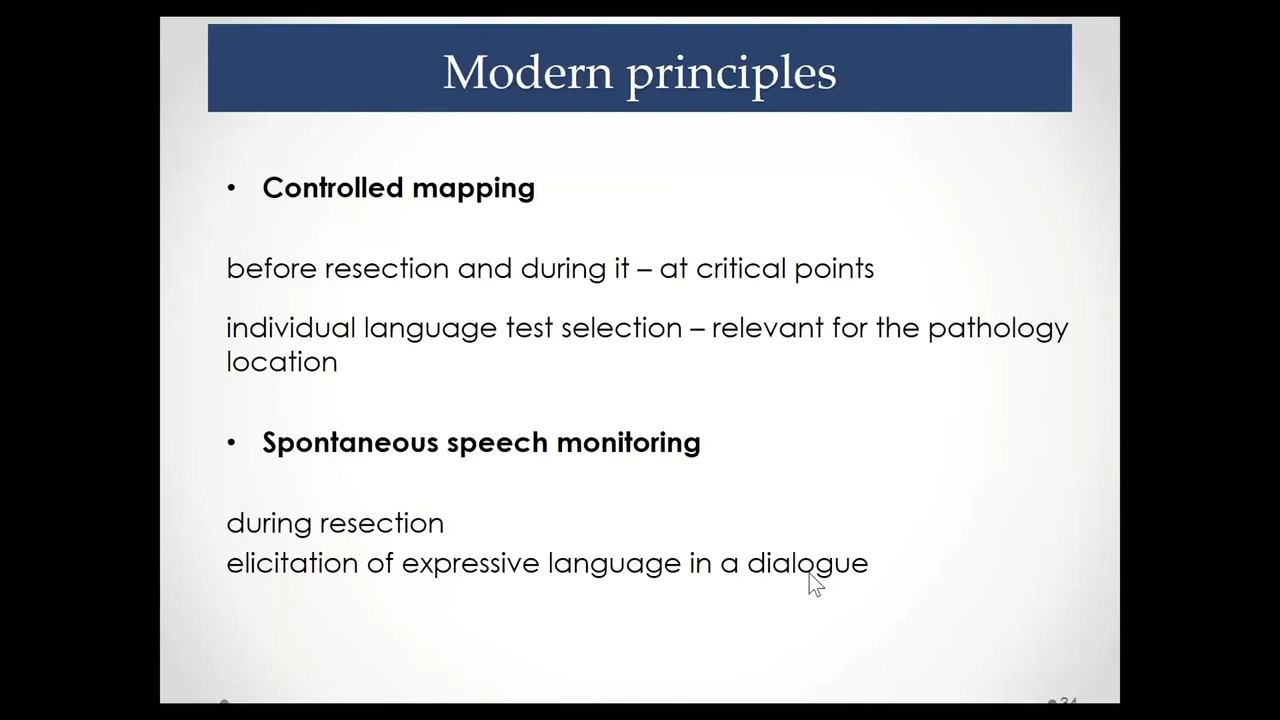 Modern principles
• Controlled mapping
before resection and during it – at critical points
individual language test selection – relevant for the pathology
location
• Spontaneous speech monitoring
during resection
elicitation of expressive language in a dialogue